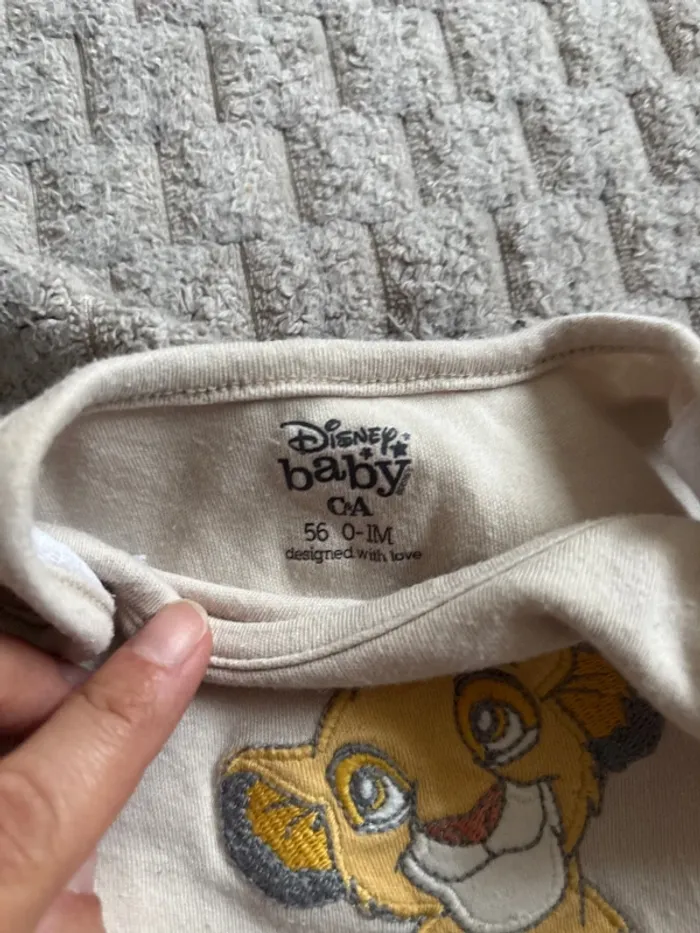 Disney
baby
C&A
56 0-1M
designed with love